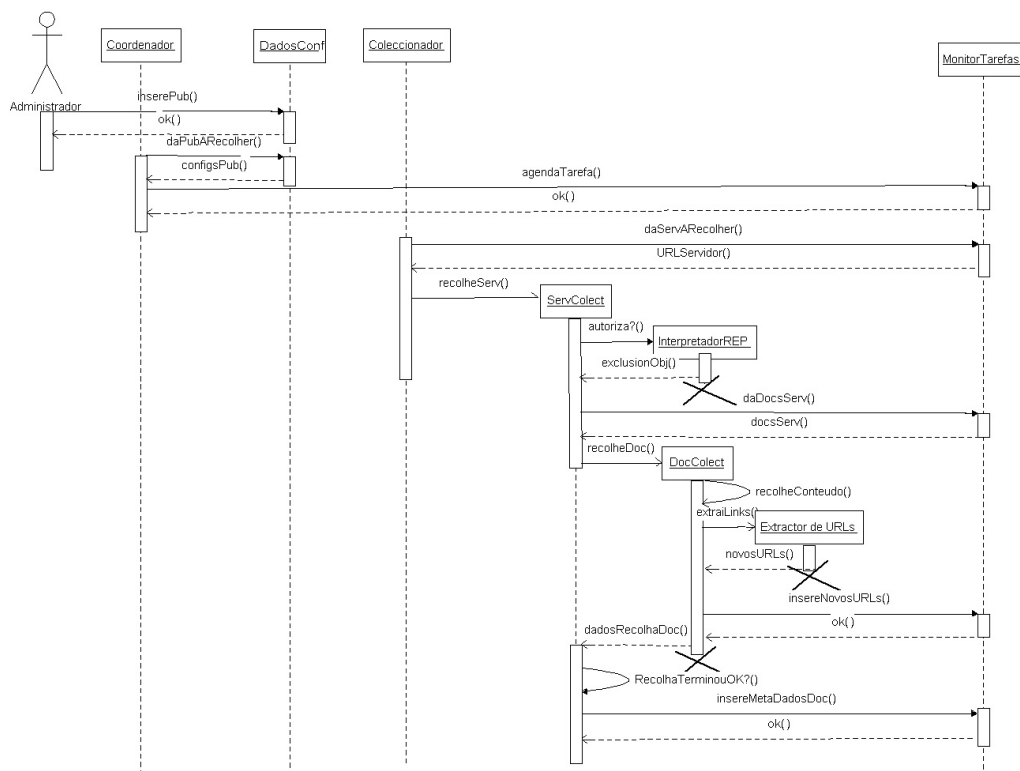 Coordenador
DadosConf
Coleccionador
MonitorTarefas
Administrador
inserePub()
ok()
daPubARecolher()
configsPub()
agendaTarefa()
ok()
daServARecolher()
URLServidor()
recolheServ()
ServColect
autoriza?()
InterpretadorREP
exclusionObj()
daDocsServ()
docsServ()
recolheDoc()
DocColect
recolheConteudo()
extraiLinks()
Extractor de URLs
novosURLs()
insereNovosURLs()
ok()
dadosRecolhaDoc()
RecolhaTerminouOK?()
insereMetaDadosDoc()
ok()